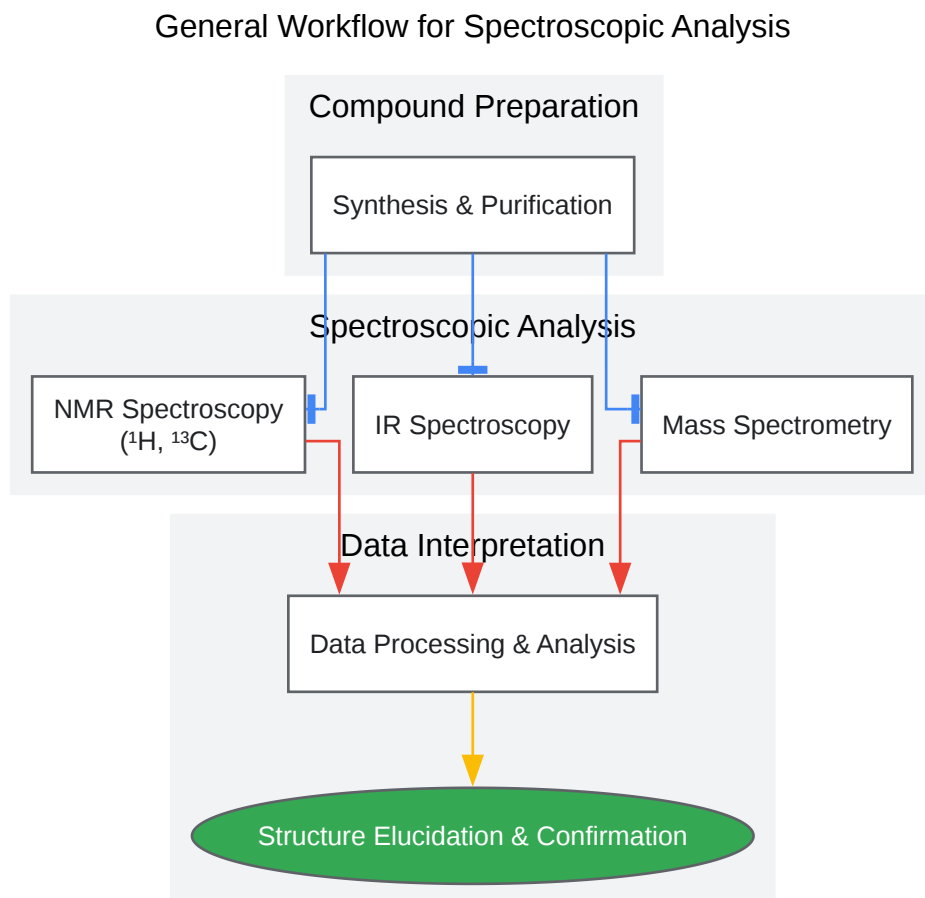 General Workflow for Spectroscopic Analysis
Compound Preparation
Synthesis & Purification
Spectroscopic Analysis
NMR Spectroscopy
(¹H, ¹³C)
IR Spectroscopy
Mass Spectrometry
Data Interpretation
Data Processing & Analysis
Structure Elucidation & Confirmation